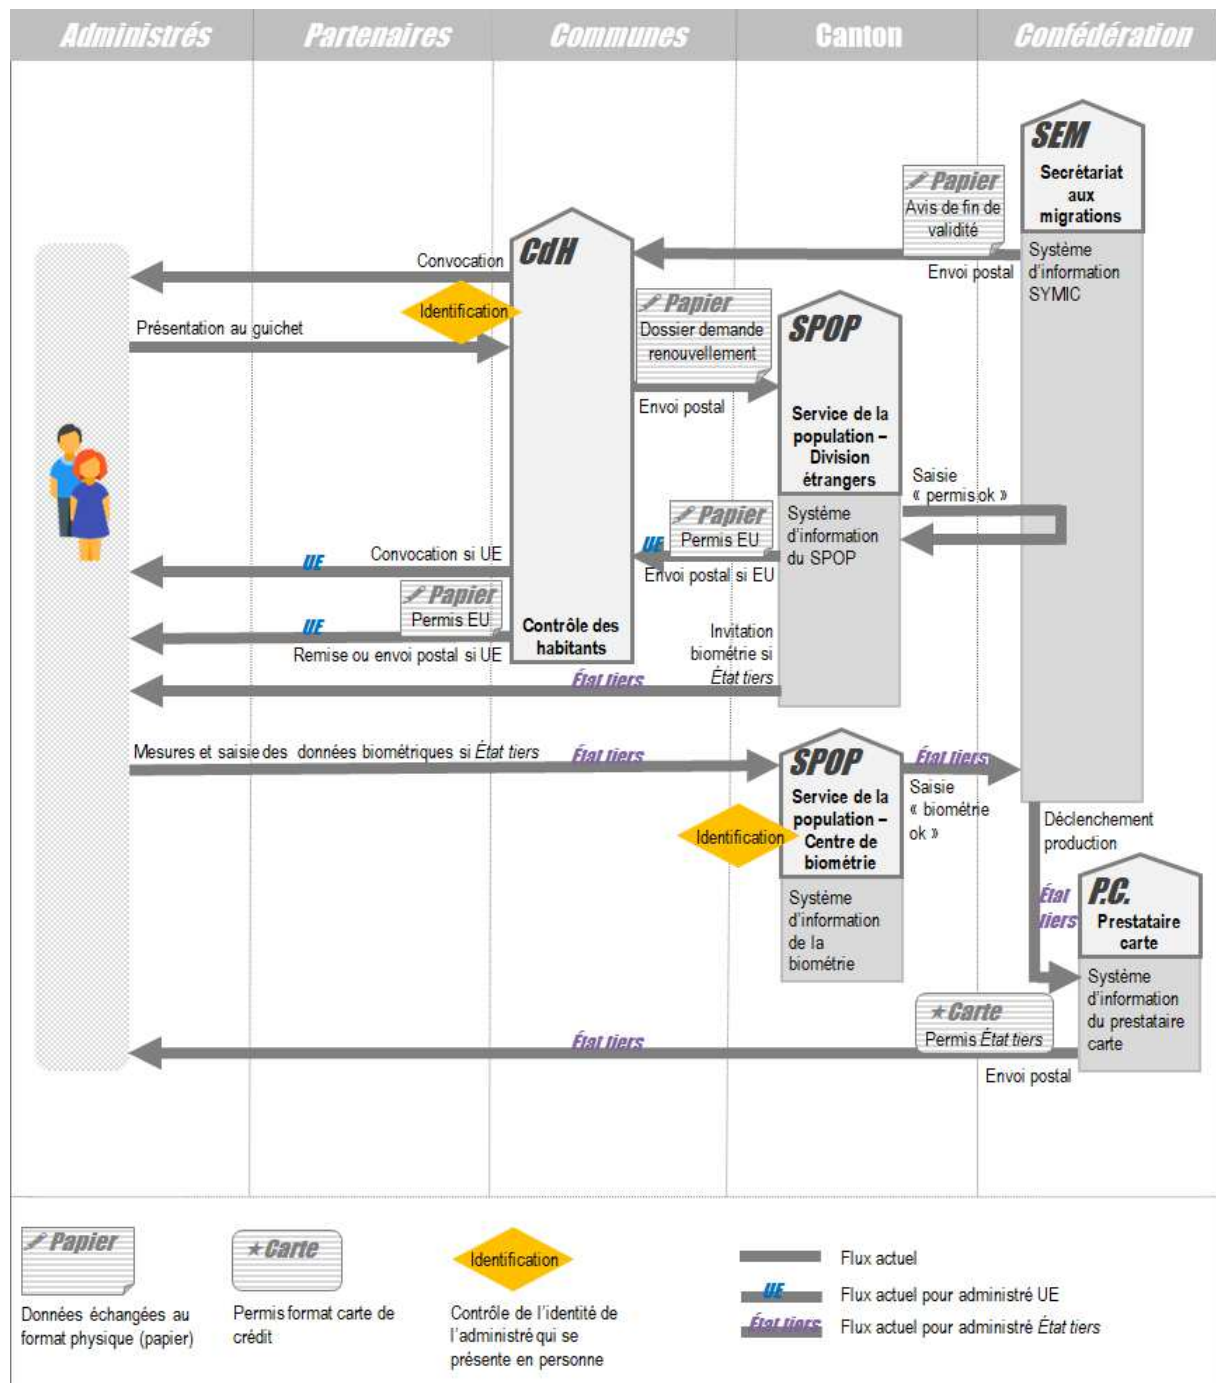 Administrés
Partenaires
Communes
Canton
Confédération
SEM
Secrétariat
aux
migrations
Système
d'information
SYMIC
Papier
Avis de fin de
validité
Envoi postal
CdH
Convocation
Identification
Présentation au guichet
Papier
Dossier demande
renouvellement
Envoi postal
SPOP
Service de la
population –
Division
étrangers
Système
d'information
du SPOP
Saisie
« permis ok »
Papier
Permis EU
UE
Envoi postal si EU
Convocation si UE
UE
Papier
Permis EU
UE
Remise ou envoi postal si UE
Contrôle des
habitants
Invitation
biométrie si
État tiers
État tiers
Mesures et saisie des données biométriques si État tiers
État tiers
SPOP
Service de la
population –
Centre de
biométrie
Identification
Système
d'information
de la
biométrie
État tiers
Saisie
« biométrie
ok »
Déclenchement
production
État
tiers
P.C.
Prestataire
carte
Système
d'information
du prestataire
carte
Carte
Permis État tiers
État tiers
Envoi postal
Papier
Données échangées au
format physique (papier)
Carte
Permis format carte de
crédit
Identification
Contrôle de l'identité de
l'administré qui se
présente en personne
Flux actuel
UE
Flux actuel pour administré UE
État tiers
Flux actuel pour administré État tiers